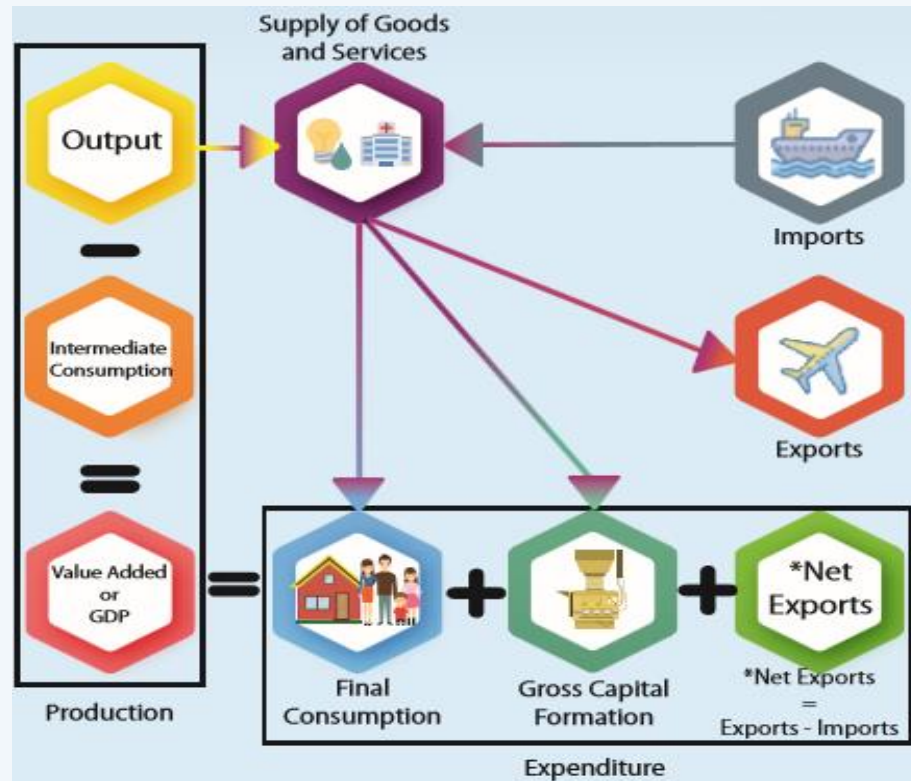 Supply of Goods
and Services
Output
Imports
Intermediate
Consumption
Exports
Value Added
or
GDP
*Net
Exports
Final
Consumption
Gross Capital
Formation
*Net Exports
=
Exports - Imports
Production
Expenditure